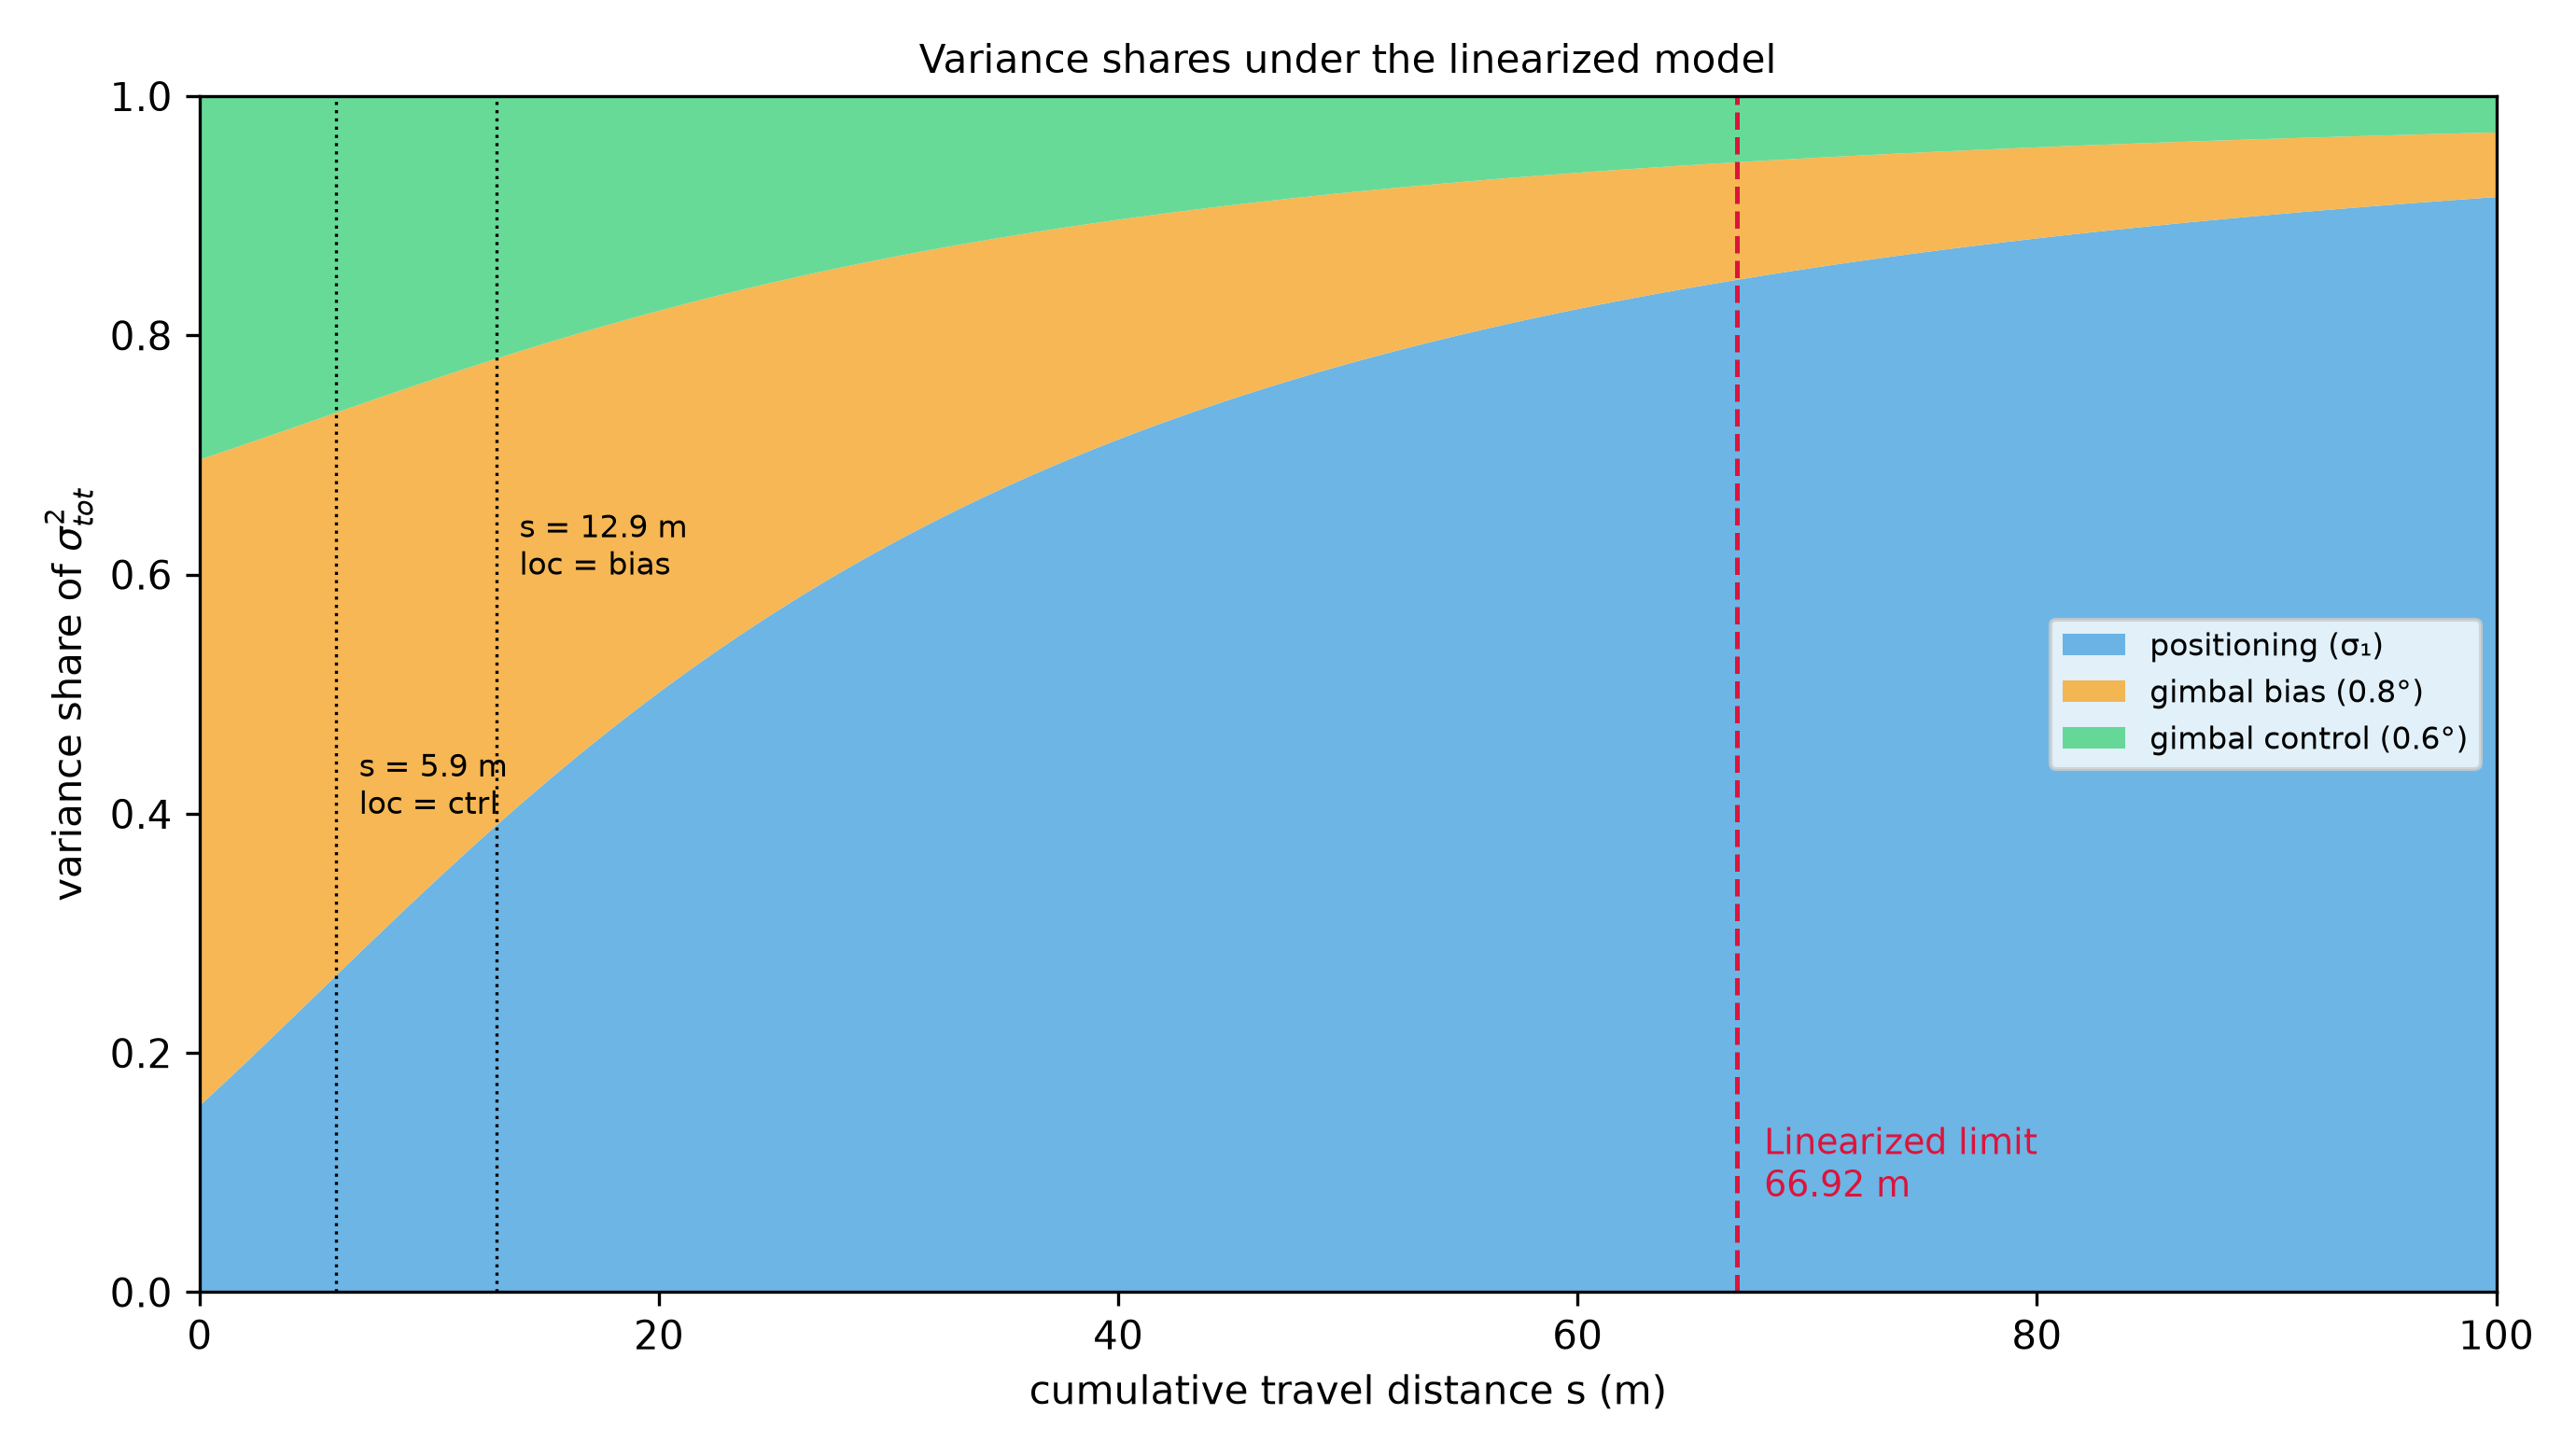 Variance shares under the linearized model
variance share of σ²tot
1.0
0.8
0.6
0.4
0.2
0.0
s = 12.9 m
loc = bias
s = 5.9 m
loc = ctrl
positioning (σ₁)
gimbal bias (0.8°)
gimbal control (0.6°)
Linearized limit
66.92 m
0 20 40 60 80 100
cumulative travel distance s (m)